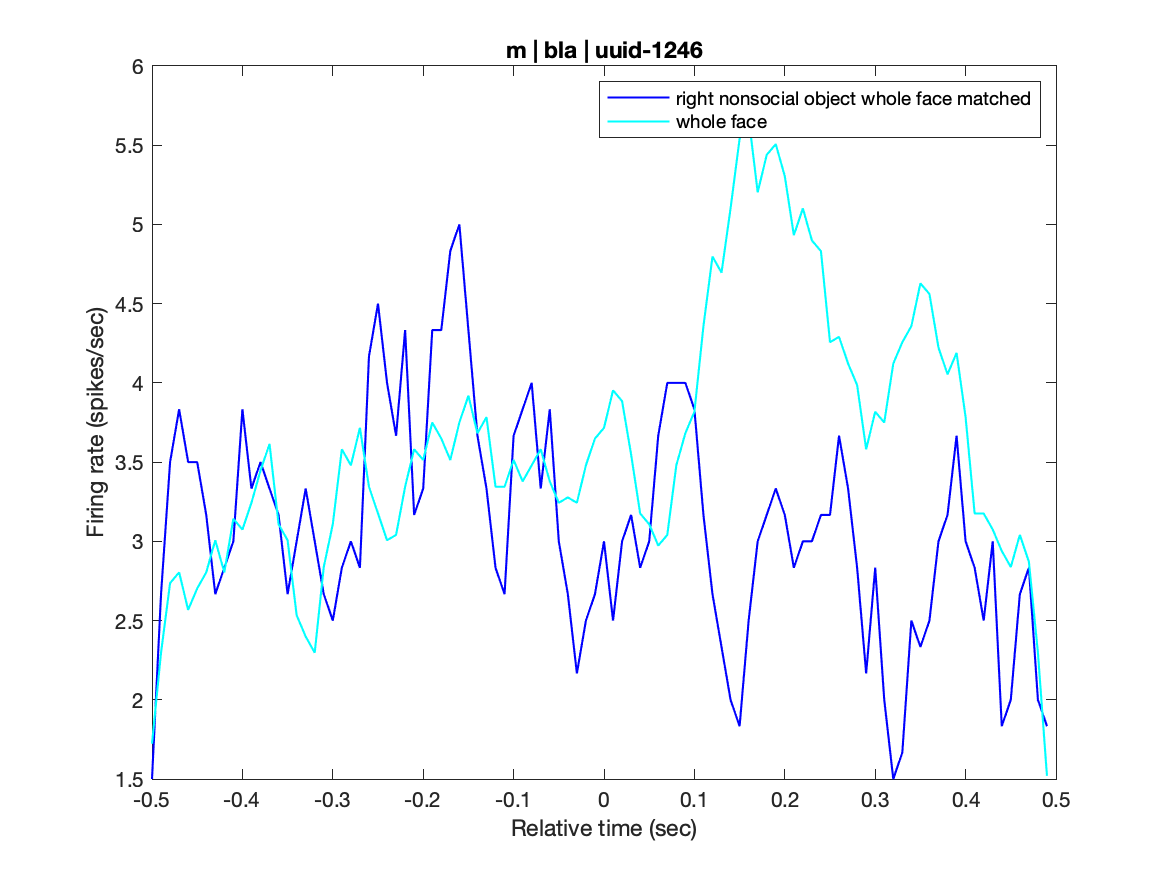 m | bla | uuid-1246
right nonsocial object whole face matched
whole face
Firing rate (spikes/sec)
6
5.5
5
4.5
4
3.5
3
2.5
2
1.5
-0.5 -0.4 -0.3 -0.2 -0.1 0 0.1 0.2 0.3 0.4 0.5
Relative time (sec)